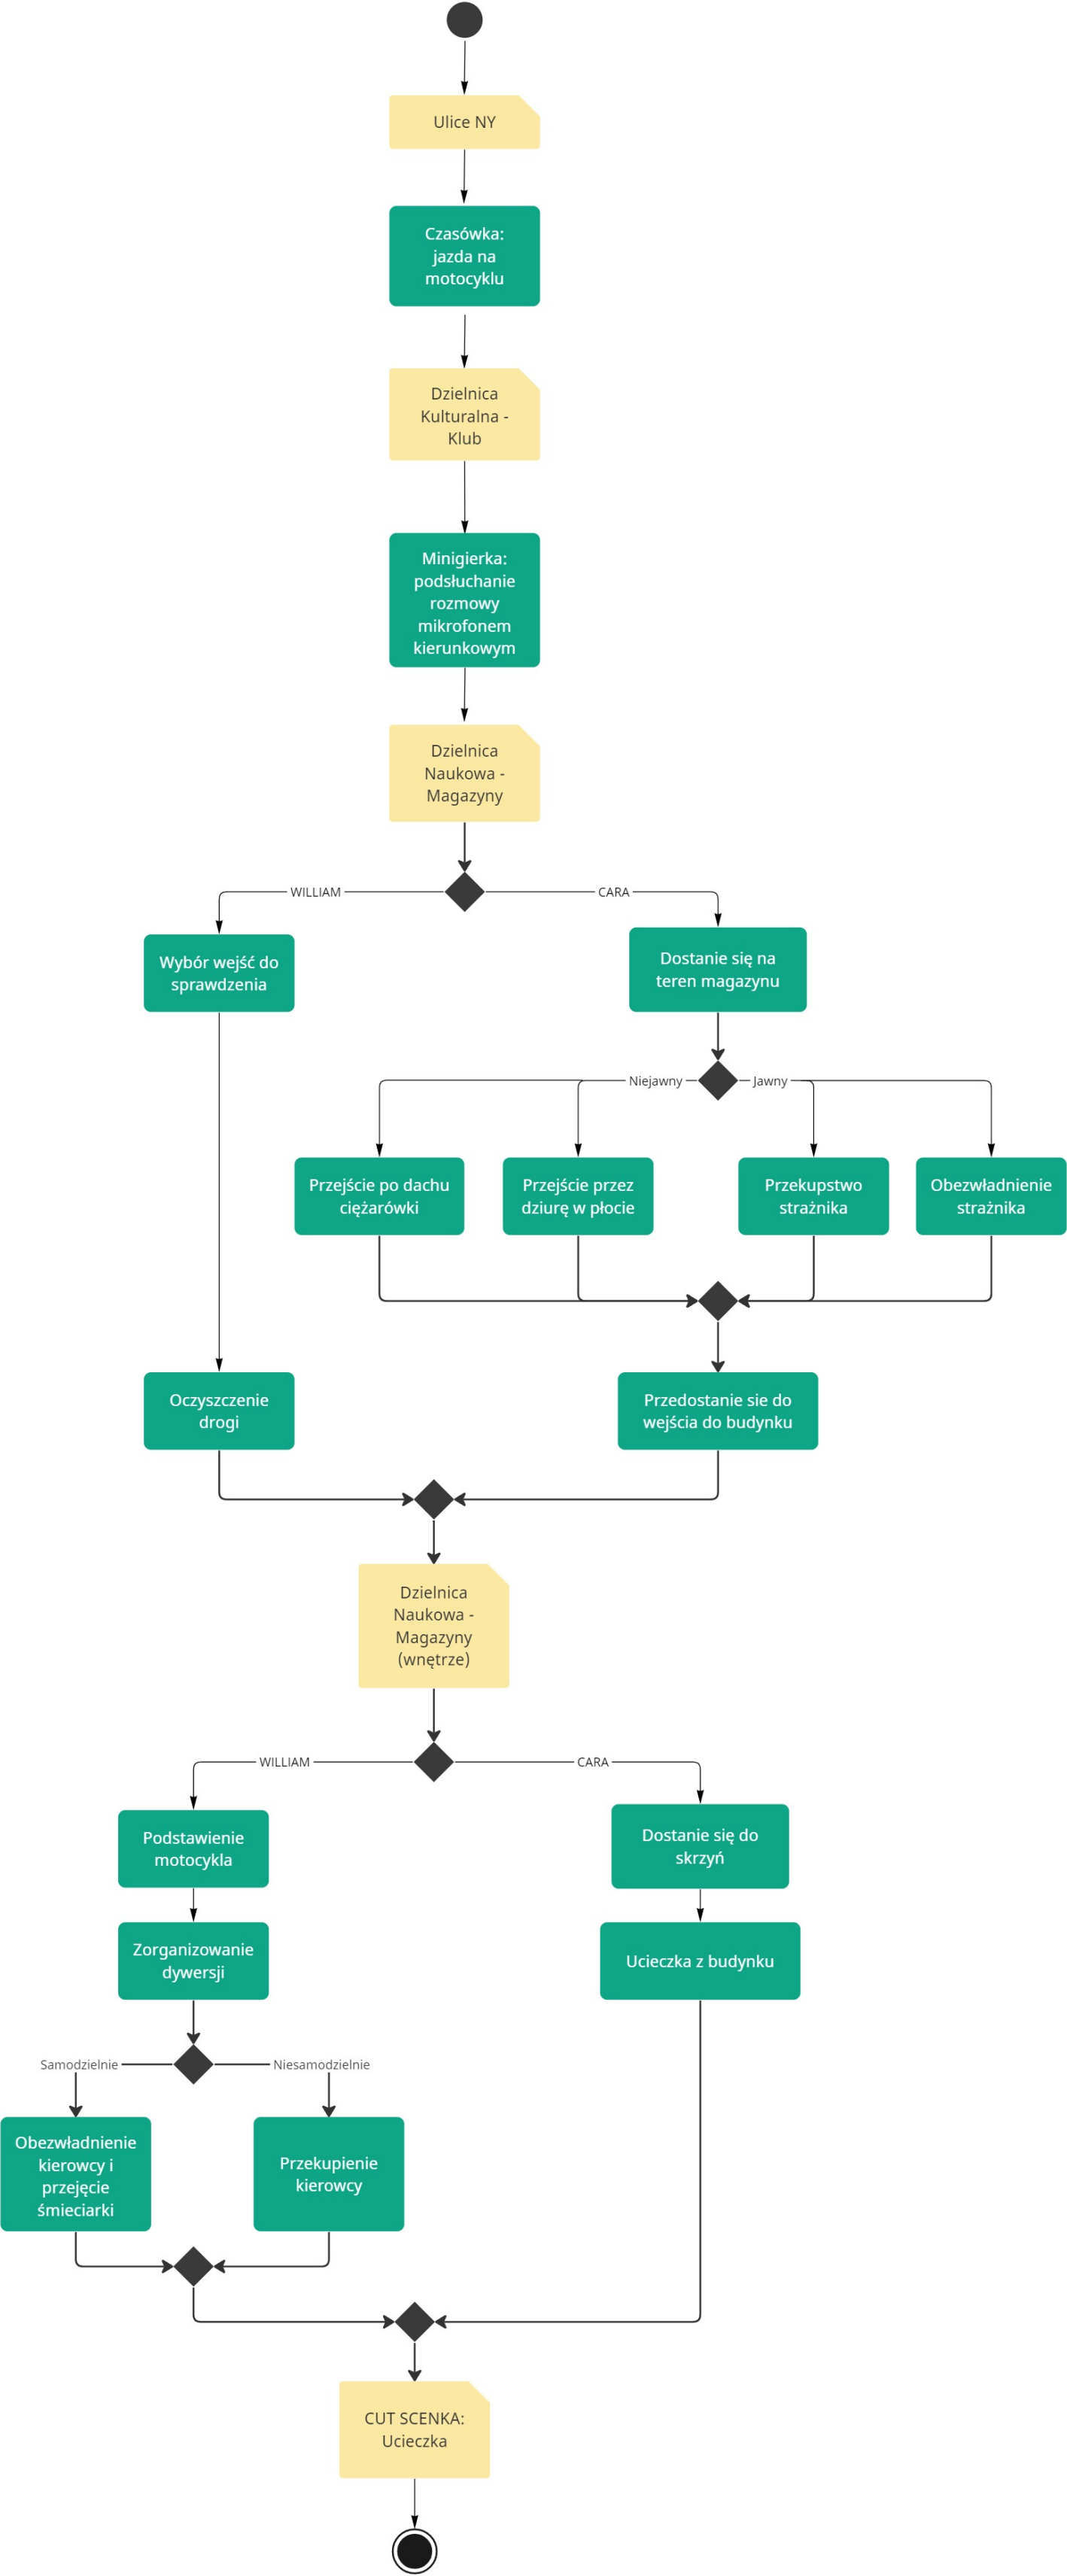 Ulice NY
Czasówka:
jazda na
motocyklu
Dzielnica
Kulturalna -
Klub
Minigierka:
podsłuchanie
rozmowy
mikrofonem
kierunkowym
Dzielnica
Naukowa -
Magazyny
WILLIAM
CARA
Wybór wejść do
sprawdzenia
Dostanie się na
teren magazynu
Niejawny
Jawny
Przejście po dachu
ciężarówki
Przejście przez
dziurę w płocie
Przekupstwo
strażnika
Obezwładnienie
strażnika
Oczyszczenie
drogi
Przedostanie sie do
wejścia do budynku
Dzielnica
Naukowa -
Magazyny
(wnętrze)
WILLIAM
CARA
Podstawienie
motocykla
Dostanie się do
skrzyń
Zorganizowanie
dywersji
Ucieczka z budynku
Samodzielnie
Niesamodzielnie
Obezwładnienie
kierowcy i
przejęcie
śmieciarki
Przekupienie
kierowcy
CUT SCENKA:
Ucieczka